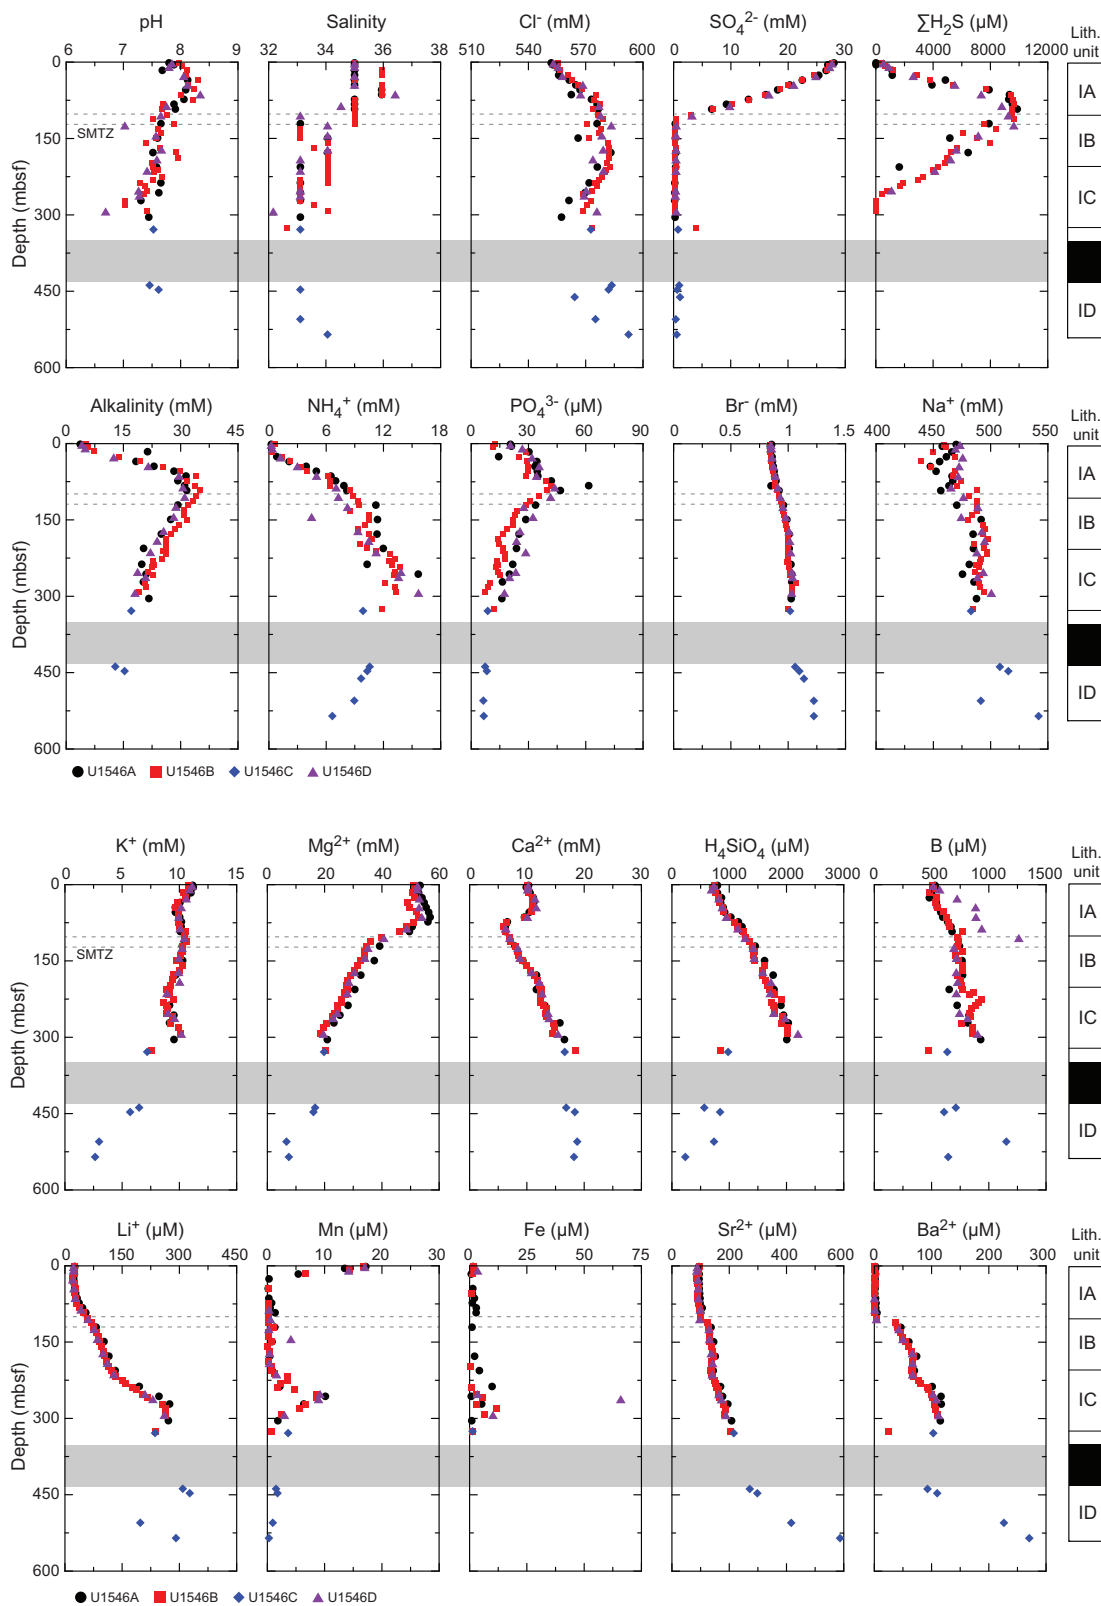 pH Salinity Cl⁻ (mM) SO₄²⁻ (mM) ∑H₂S (µM)
6 7 8 9 32 34 36 38 510 540 570 600 0 10 20 30 0 4000 8000 12000
Lith. unit
0
150
300
450
600
Depth (mbsf)
SMTZ
IA
IB
IC
ID
Alkalinity (mM) NH₄⁺ (mM) PO₄³⁻ (µM) Br⁻ (mM) Na⁺ (mM)
0 15 30 45 0 6 12 18 0 30 60 90 0 0.5 1 1.5 400 450 500 550
Lith. unit
0
150
300
450
600
Depth (mbsf)
IA
IB
IC
ID
U1546A U1546B U1546C U1546D
K⁺ (mM) Mg²⁺ (mM) Ca²⁺ (mM) H₄SiO₄ (µM) B (µM)
0 5 10 15 0 20 40 60 0 10 20 30 0 1000 2000 3000 0 500 1000 1500
Lith. unit
0
150
300
450
600
Depth (mbsf)
SMTZ
IA
IB
IC
ID
Li⁺ (µM) Mn (µM) Fe (µM) Sr²⁺ (µM) Ba²⁺ (µM)
0 150 300 450 0 10 20 30 0 25 50 75 0 200 400 600 0 100 200 300
Lith. unit
0
150
300
450
600
Depth (mbsf)
IA
IB
IC
ID
U1546A U1546B U1546C U1546D